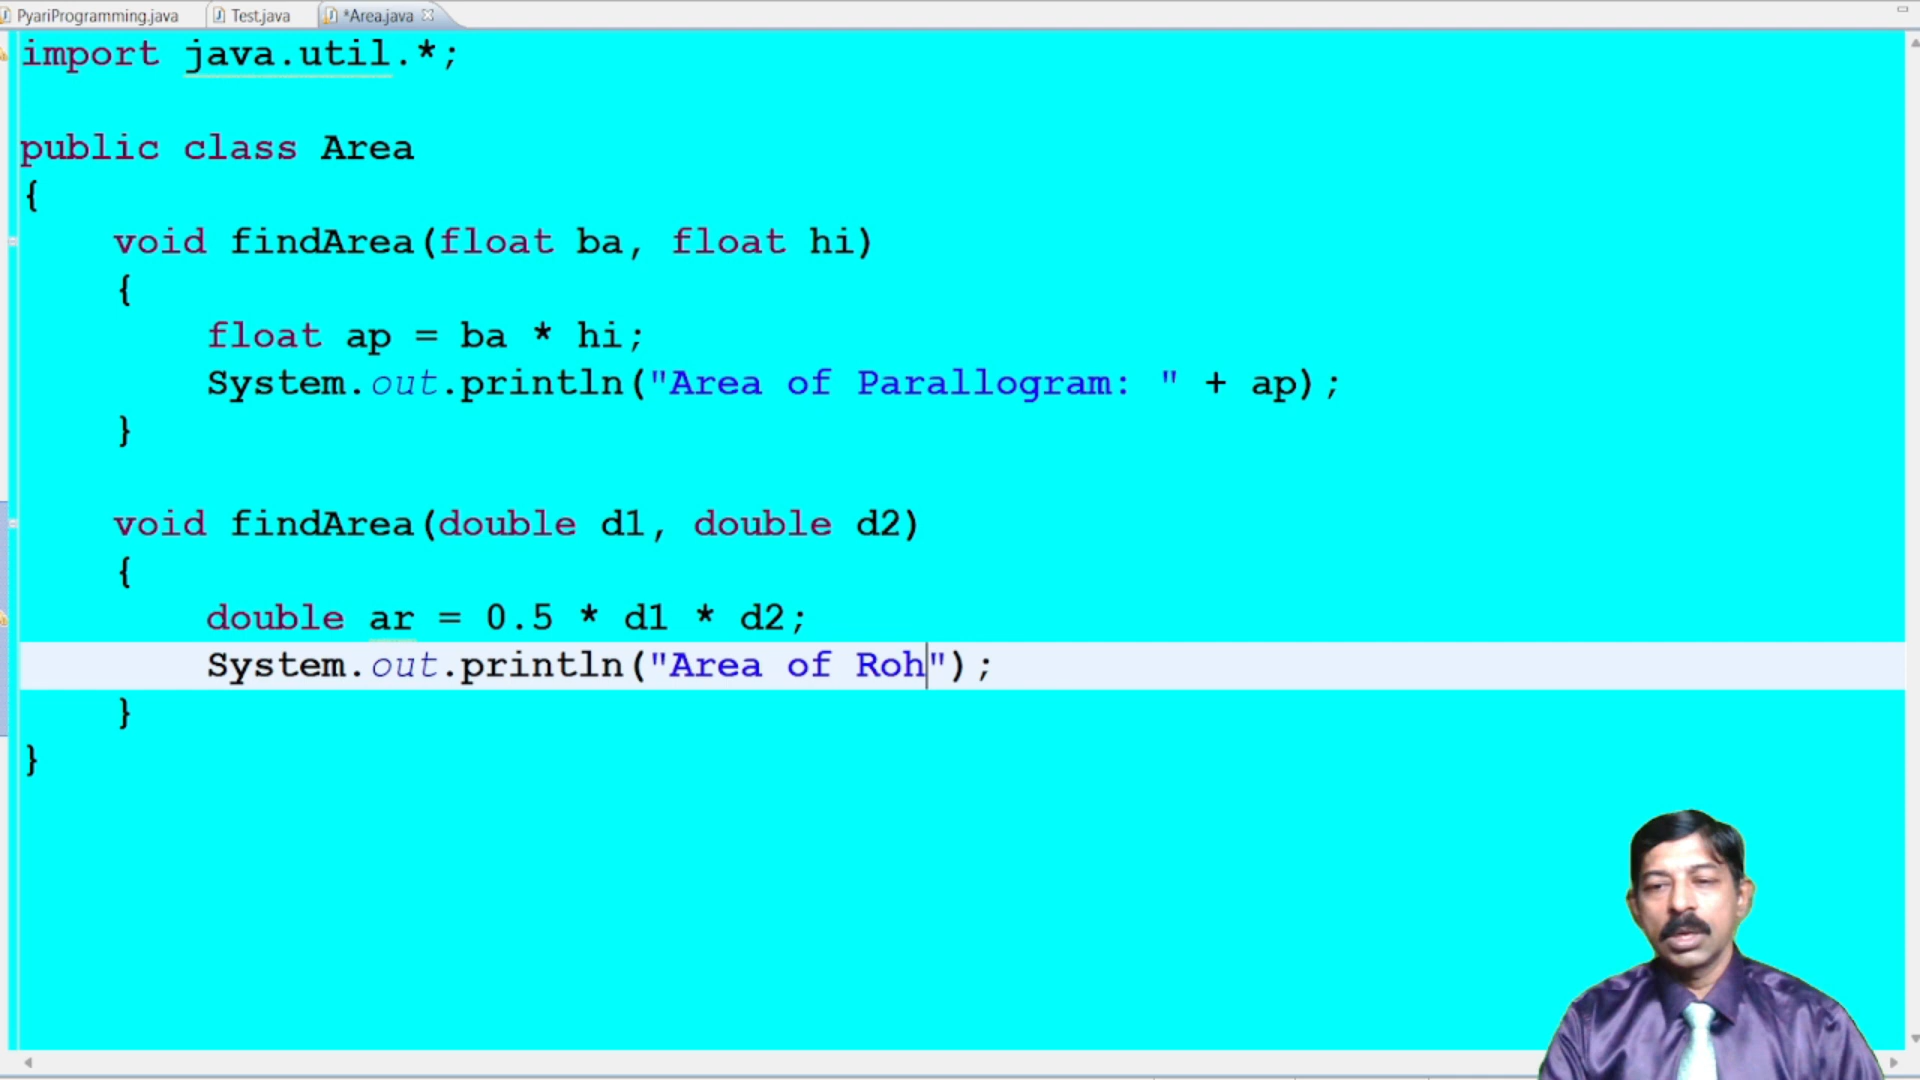 PyariProgramming.java Test.java *Area.java
import java.util.*;
public class Area
{
void findArea(float ba, float hi)
{
float ap = ba * hi;
System.out.println("Area of Parallogram: " + ap);
}
void findArea(double d1, double d2)
{
double ar = 0.5 * d1 * d2;
System.out.println("Area of Roh");
}
}